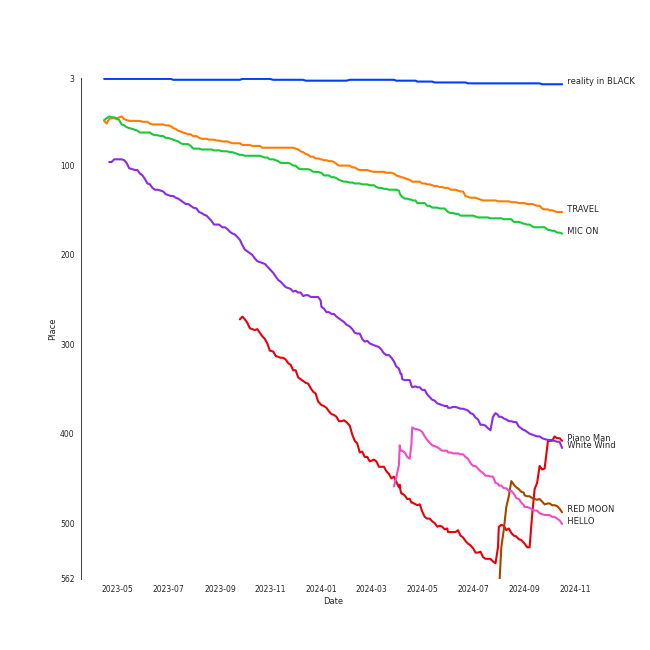 3
reality in BLACK
100
TRAVEL
MIC ON
200
Place
300
400
Piano Man
White Wind
RED MOON
500
HELLO
562
2023-05 2023-07 2023-09 2023-11 2024-01 2024-03 2024-05 2024-07 2024-09 2024-11
Date